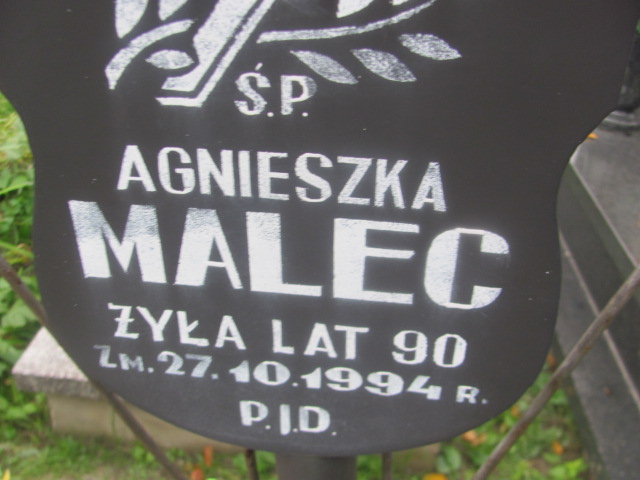 Ś.P.
AGNIESZKA
MALEC
ŻYŁA LAT 90
ZM. 27.10.1994 R.
P.J.D.